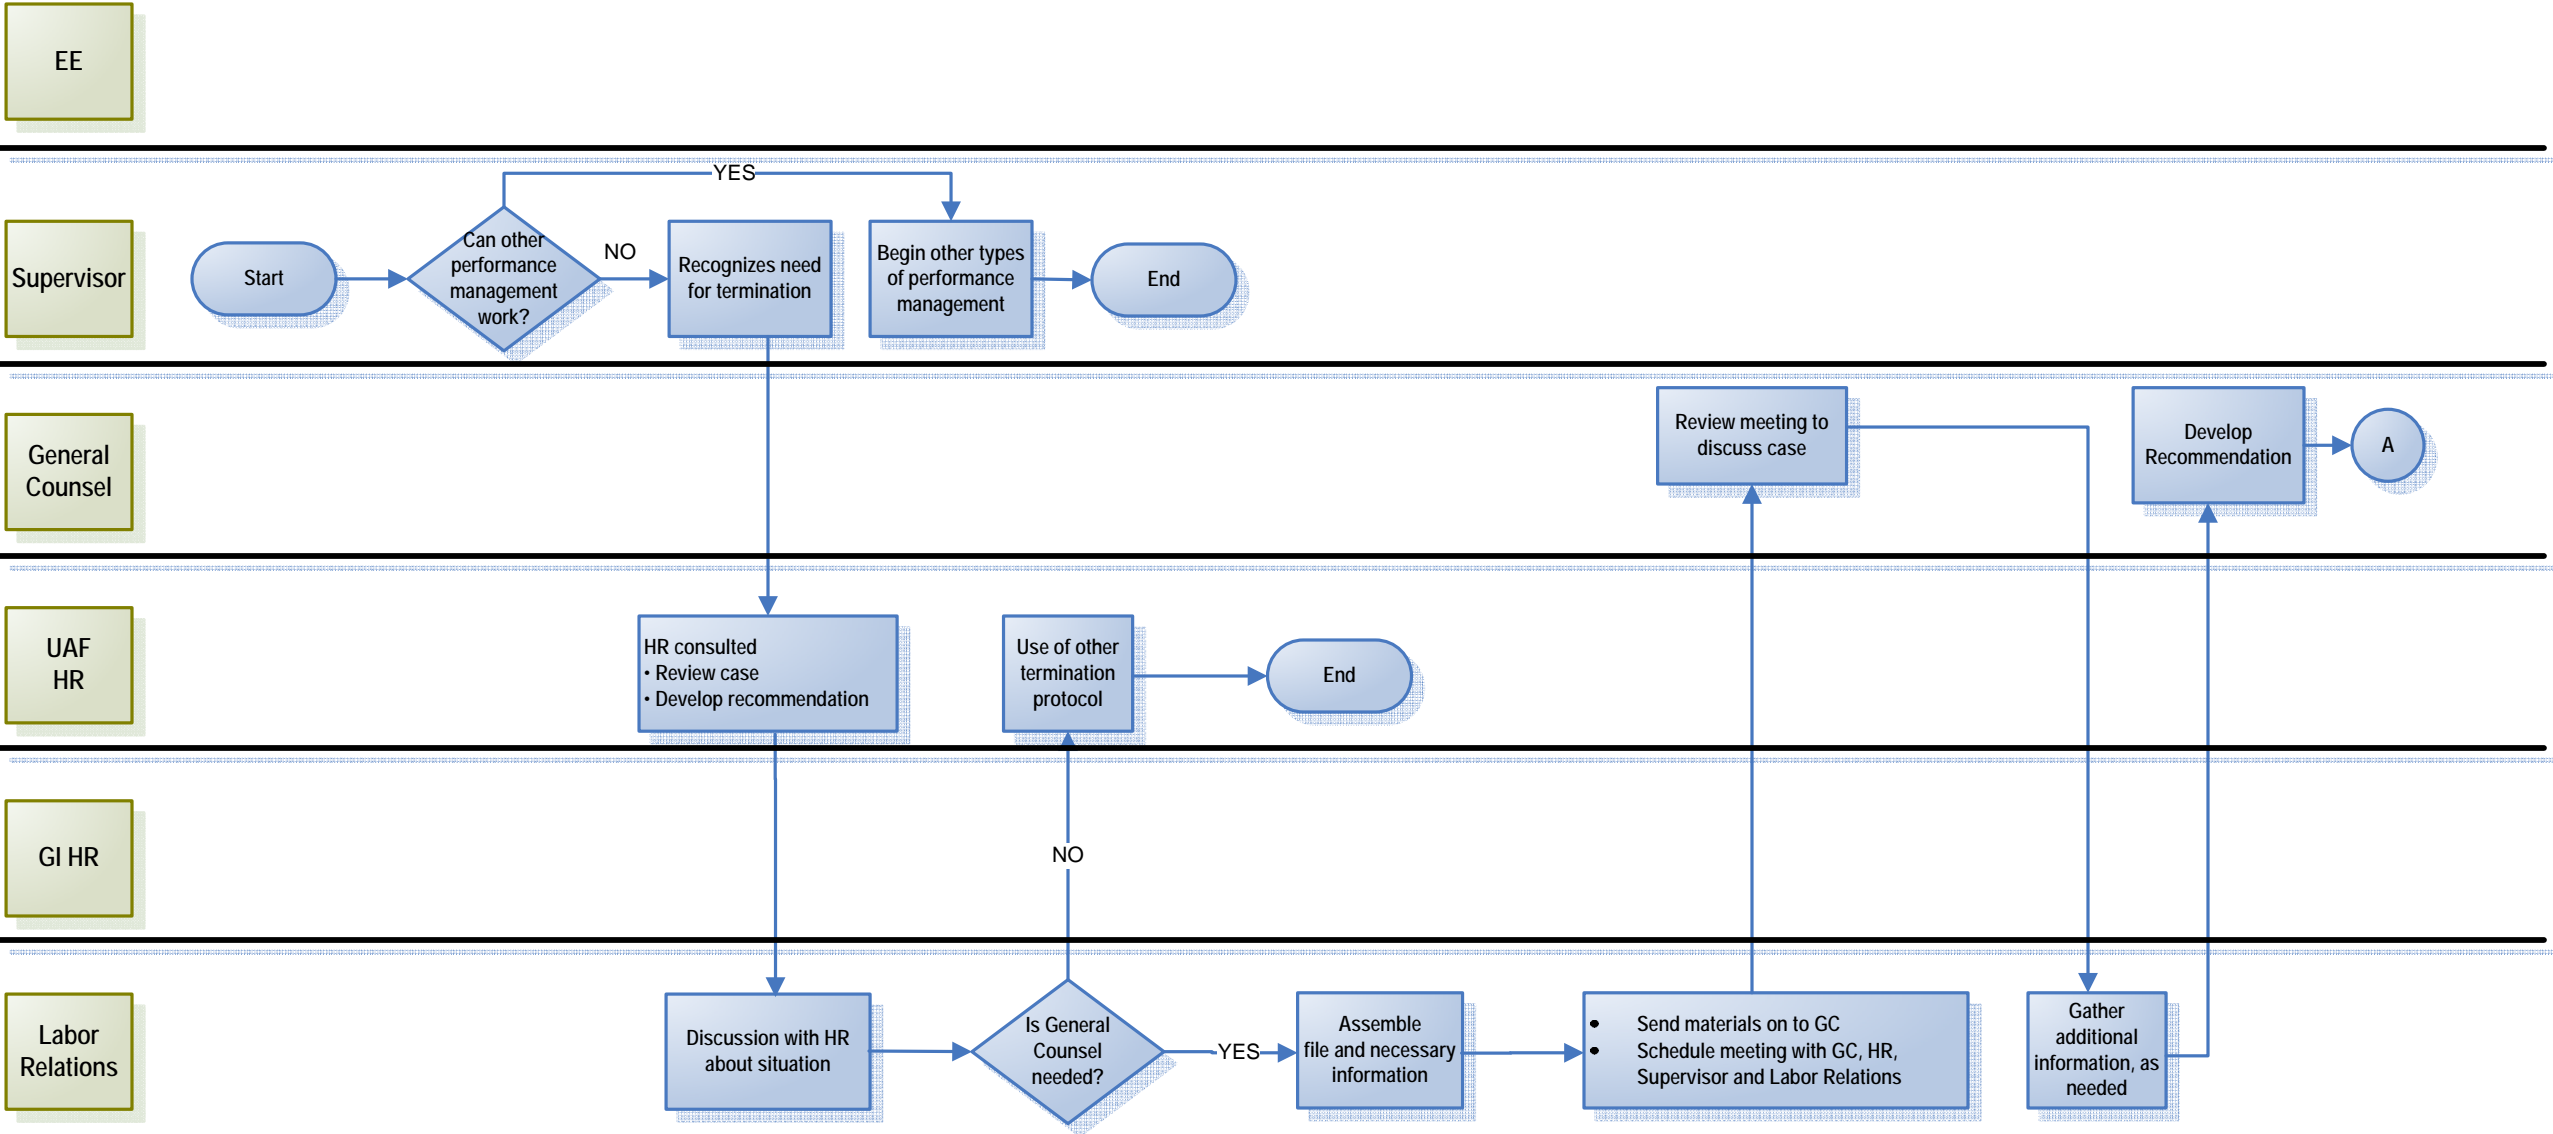 EE
YES
Supervisor
Start
Can other
performance
management
work?
NO
Recognizes need
for termination
Begin other types
of performance
management
End
General
Counsel
Review meeting to
discuss case
Develop
Recommendation
A
UAF
HR
HR consulted
• Review case
• Develop recommendation
Use of other
termination
protocol
End
GI HR
NO
Labor
Relations
Discussion with HR
about situation
Is General
Counsel
needed?
YES
Assemble
file and necessary
information
• Send materials on to GC
• Schedule meeting with GC, HR,
Supervisor and Labor Relations
Gather
additional
information, as
needed